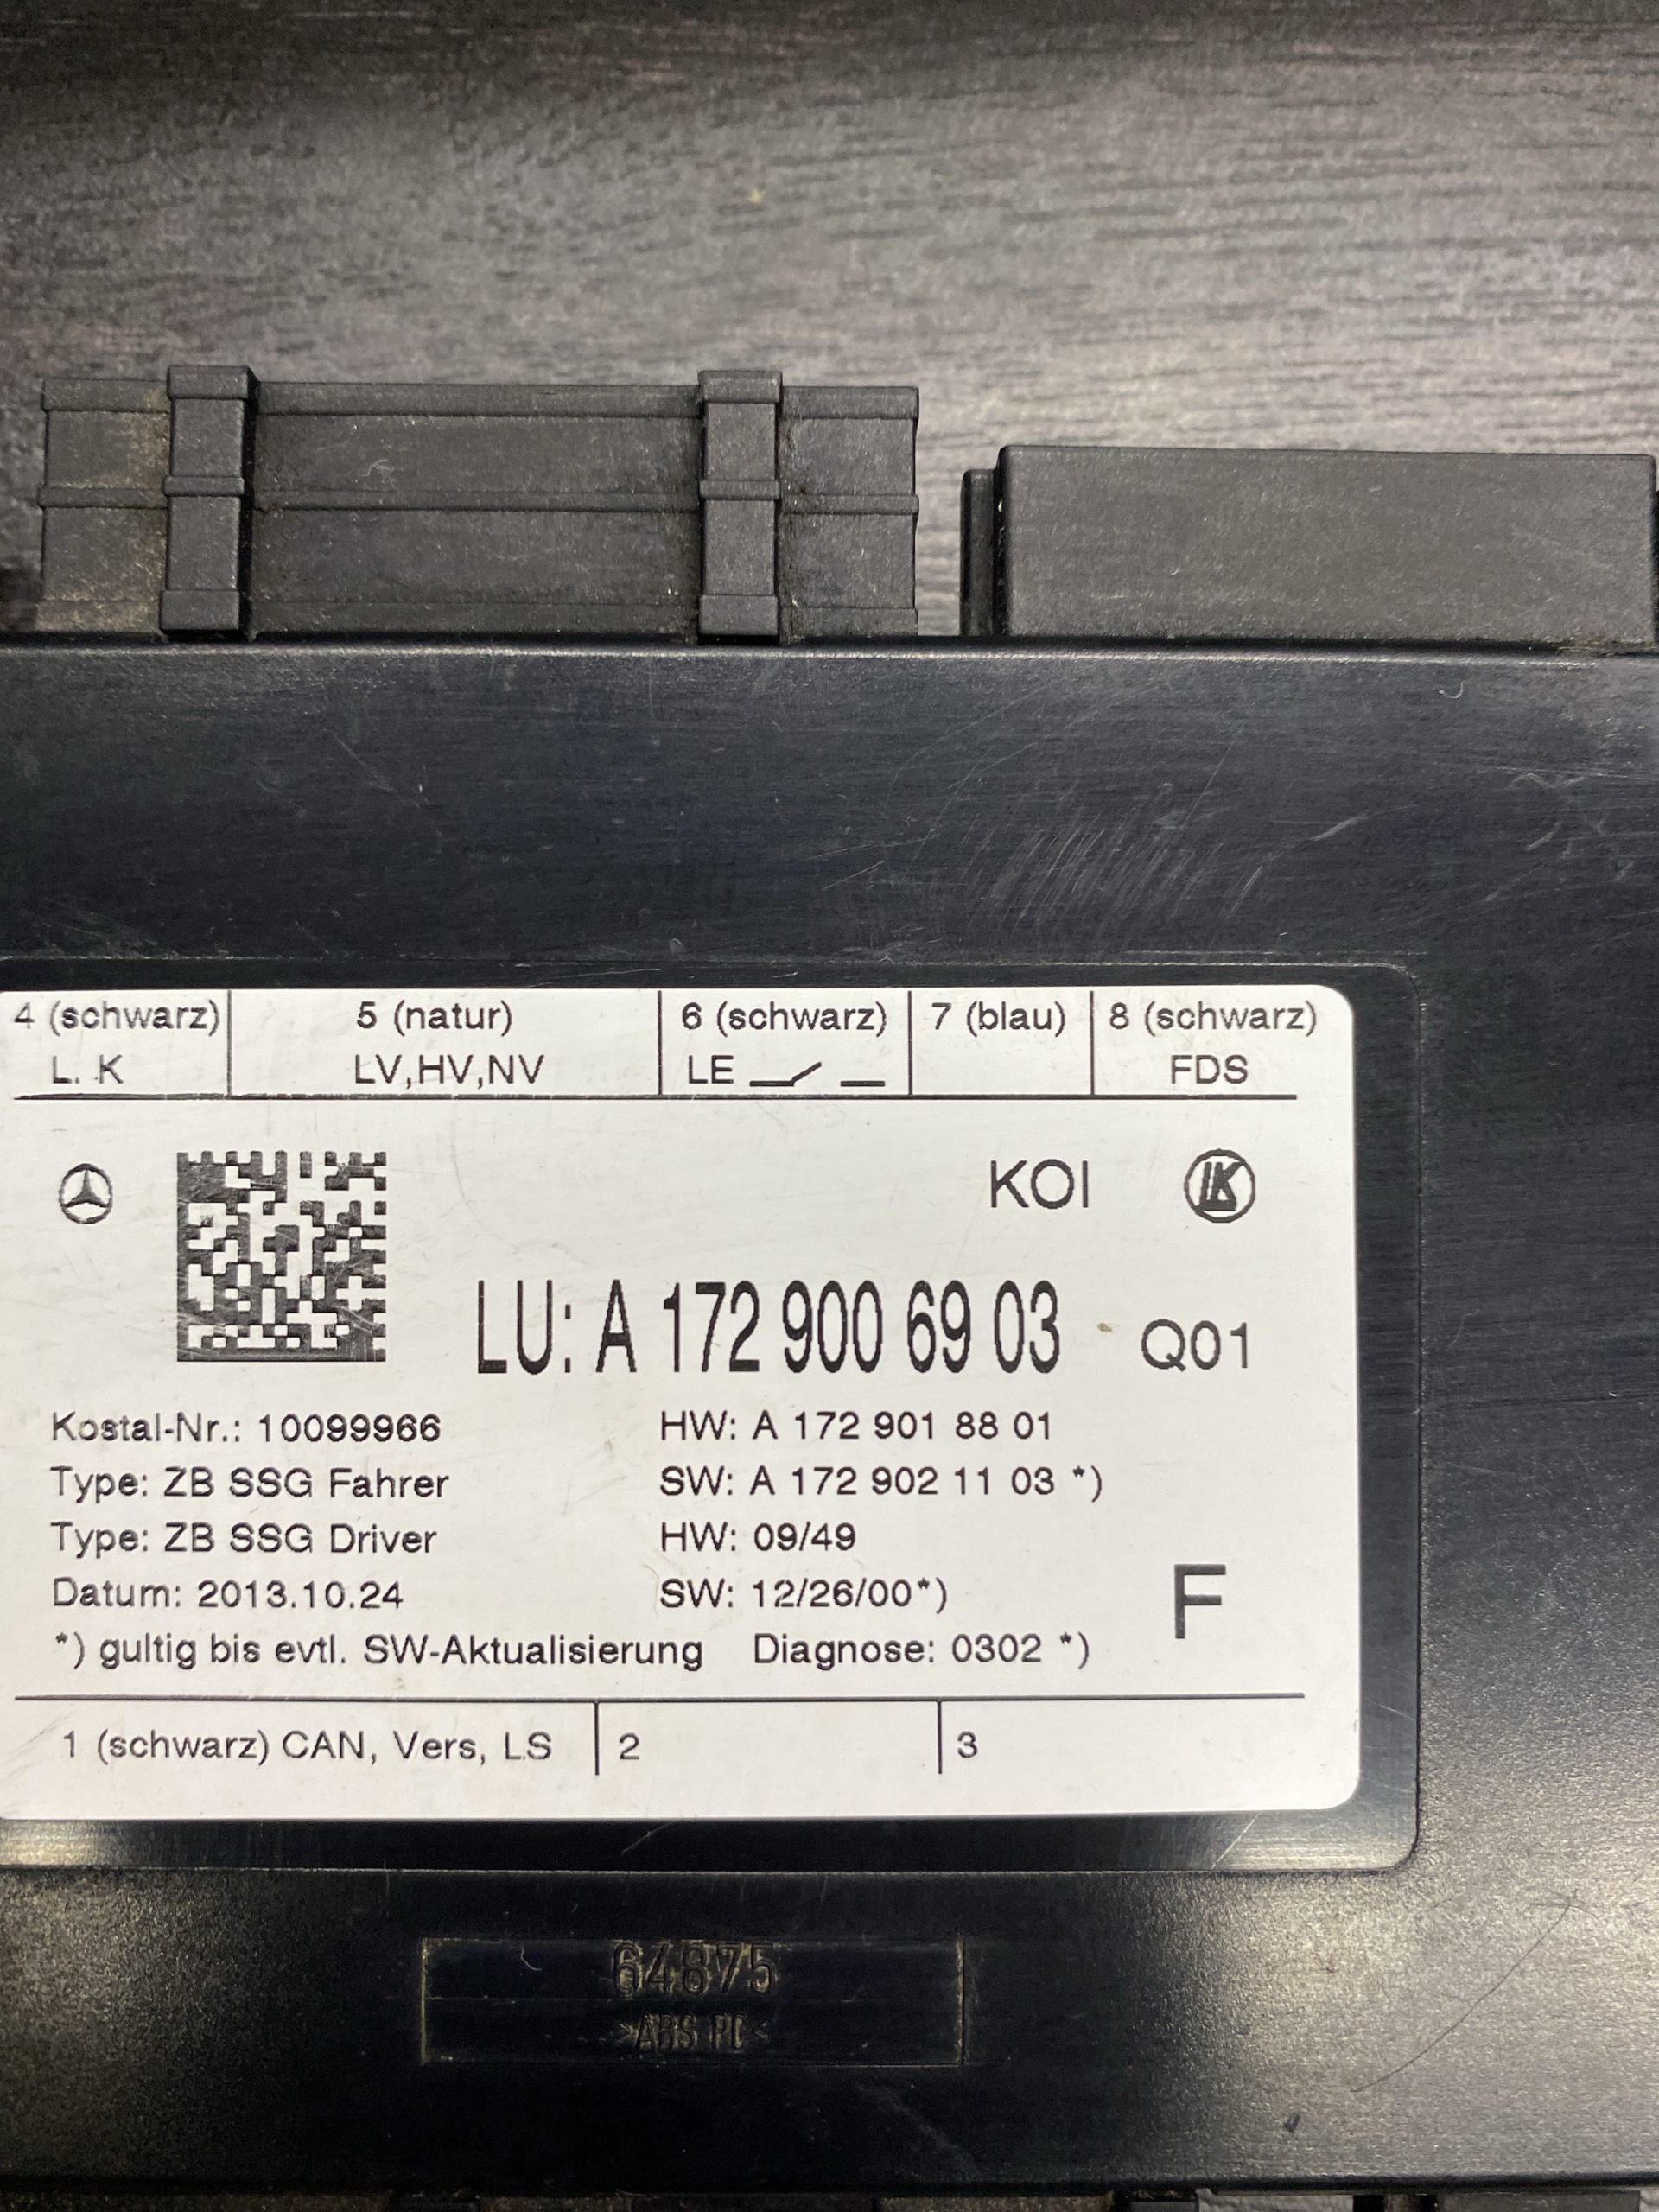 4 (schwarz) 5 (natur) 6 (schwarz) 7 (blau) 8 (schwarz)
L. K LV,HV,NV LE FDS
KOI LK
LU: A 172 900 69 03 Q01
Kostal-Nr.: 10099966 HW: A 172 901 88 01
Type: ZB SSG Fahrer SW: A 172 902 11 03 *)
Type: ZB SSG Driver HW: 09/49
Datum: 2013.10.24 SW: 12/26/00*) F
*) gultig bis evtl. SW-Aktualisierung Diagnose: 0302 *)
1 (schwarz) CAN, Vers, LS 2 3
64875
>ABS PC<